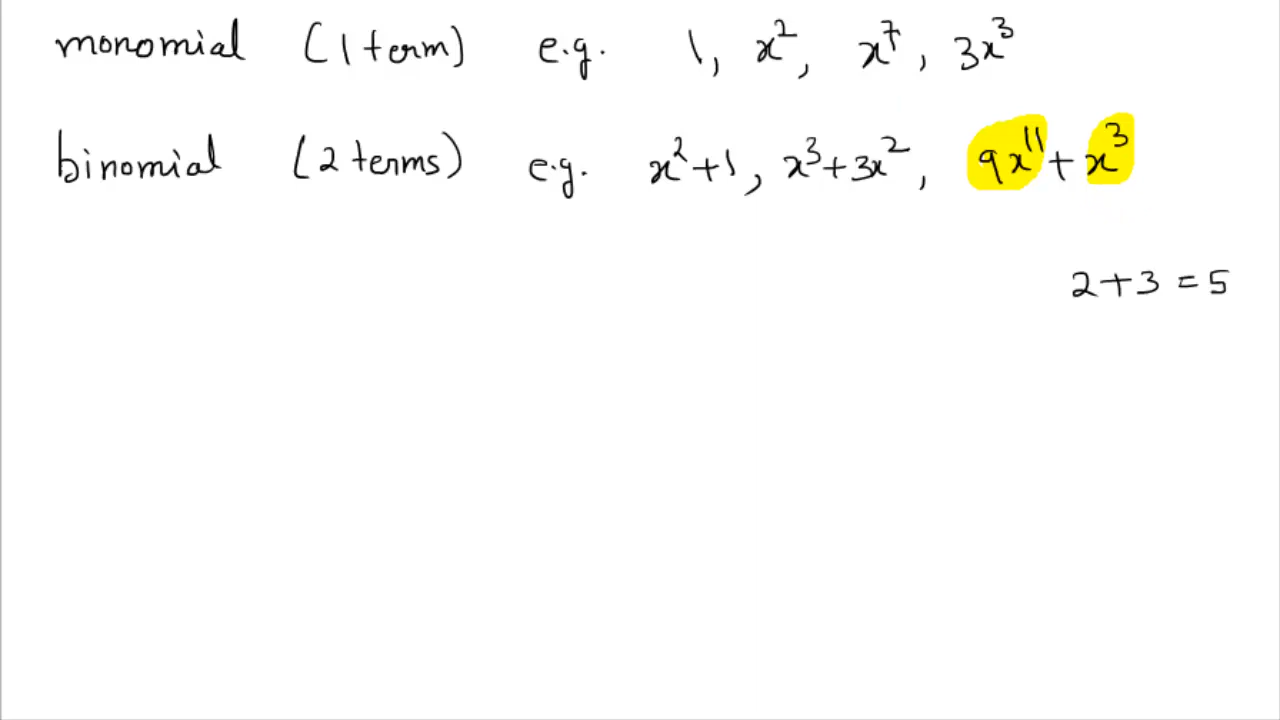 monomial (1 term) e.g. 1, x², x⁷, 3x³
binomial (2 terms) e.g. x²+1, x³+3x², 9x¹¹+x³
2+3=5